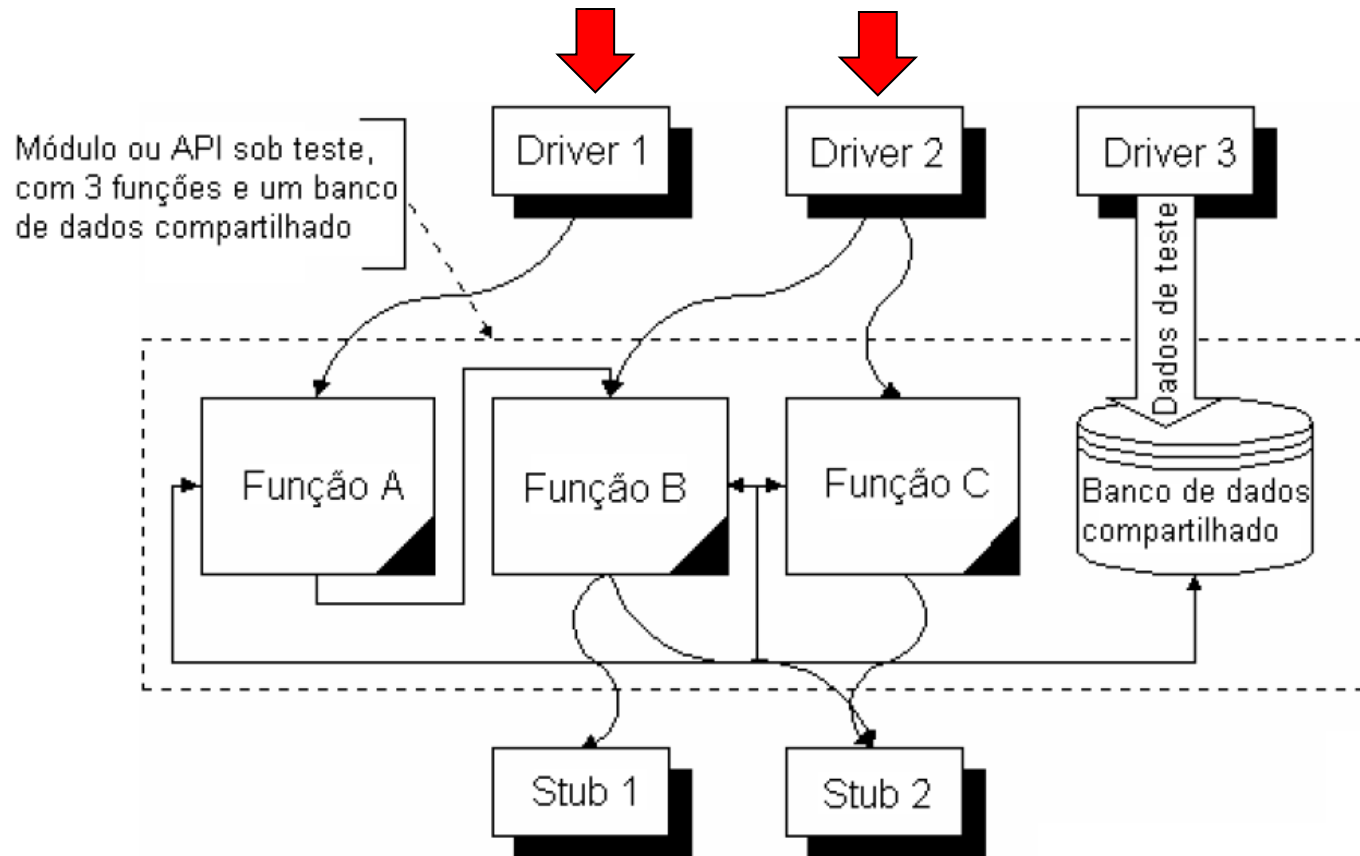 Driver 1
Driver 2
Driver 3
Módulo ou API sob teste,
com 3 funções e um banco
de dados compartilhado
Dados de teste
Função A
Função B
Função C
Banco de dados
compartilhado
Stub 1
Stub 2